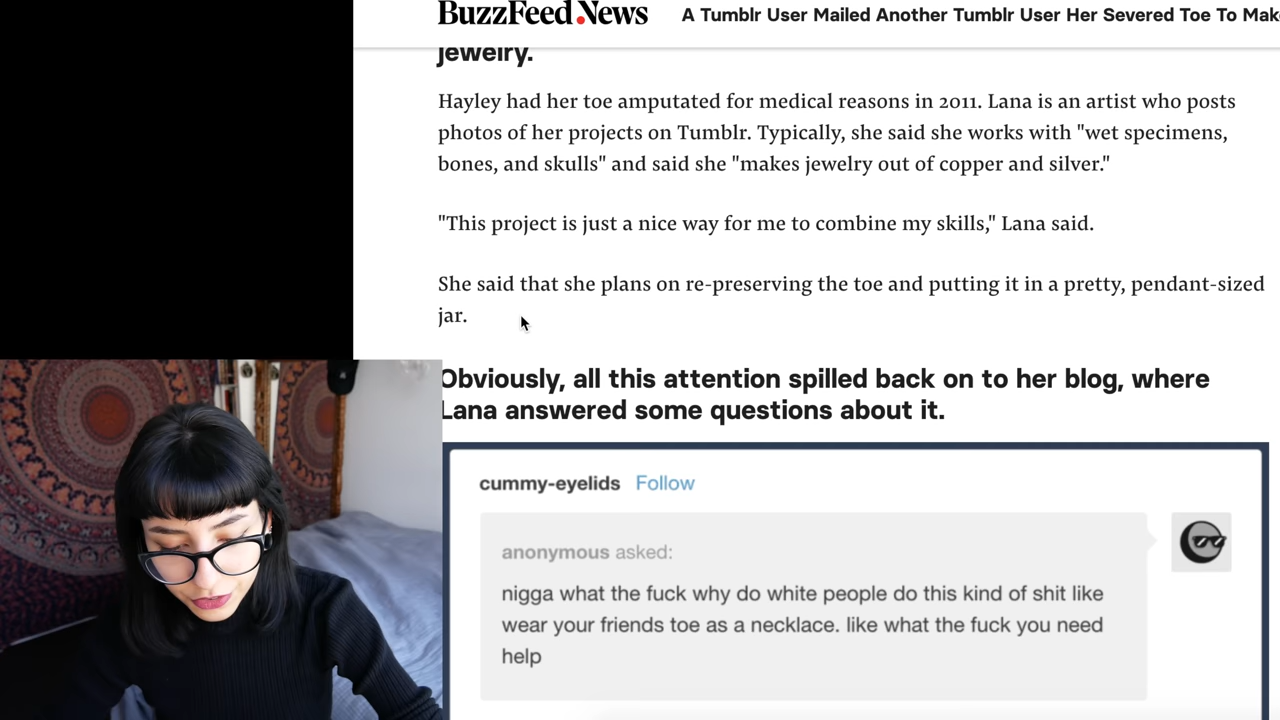 BuzzFeed News
A Tumblr User Mailed Another Tumblr User Her Severed Toe To Mak
jewelry.
Hayley had her toe amputated for medical reasons in 2011. Lana is an artist who posts
photos of her projects on Tumblr. Typically, she said she works with "wet specimens,
bones, and skulls" and said she "makes jewelry out of copper and silver."
"This project is just a nice way for me to combine my skills," Lana said.
She said that she plans on re-preserving the toe and putting it in a pretty, pendant-sized
jar.
Obviously, all this attention spilled back on to her blog, where
Lana answered some questions about it.
cummy-eyelids Follow
anonymous asked:
nigga what the fuck why do white people do this kind of shit like
wear your friends toe as a necklace. like what the fuck you need
help